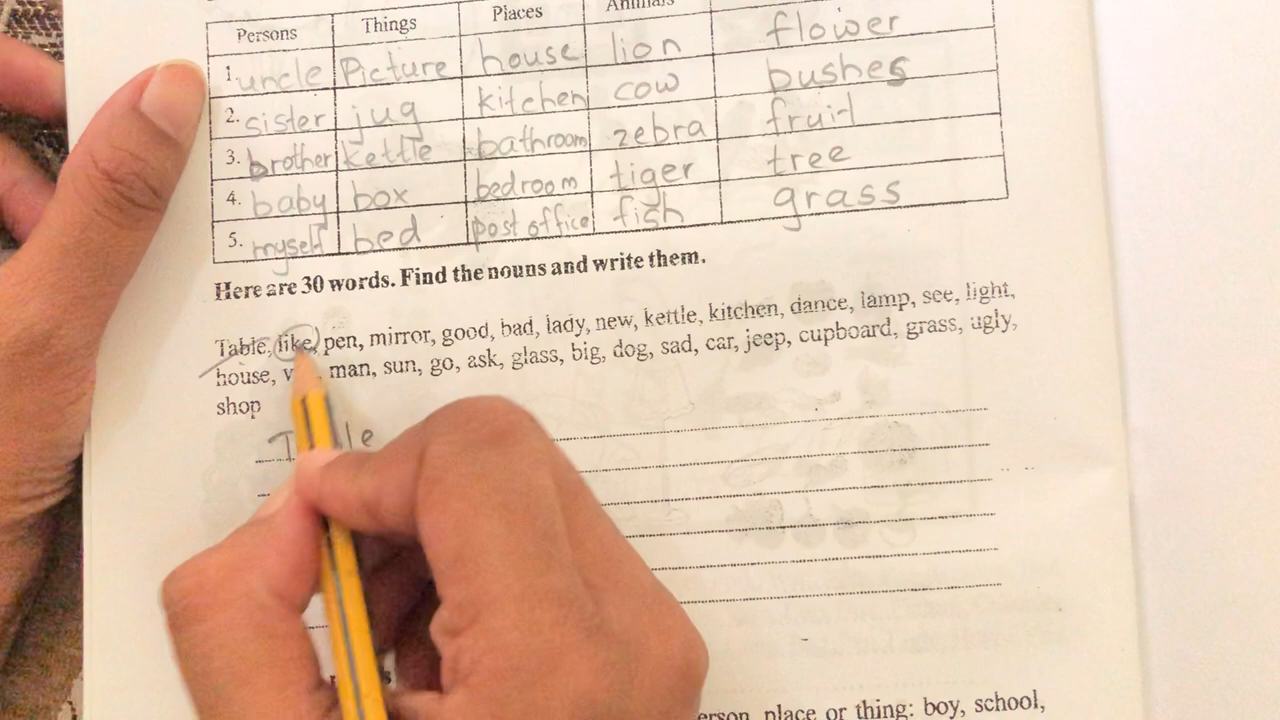 Persons Things Places Animals
1. uncle Picture house lion flower
2. sister jug kitchen cow bushes
3. brother kettle bathroom zebra fruit
4. baby box bedroom tiger tree
5. myself bed post office fish grass
Here are 30 words. Find the nouns and write them.
Table, like, pen, mirror, good, bad, lady, new, kettle, kitchen, dance, lamp, see, light,
house, man, sun, go, ask, glass, big, dog, sad, car, jeep, cupboard, grass, ugly,
shop
place or thing: boy, school,